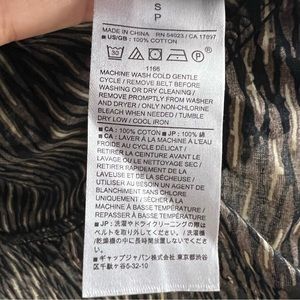 S
P
MADE IN CHINA RN 54023 / CA 17897
■ US/GB : 100% COTTON
30
1166
MACHINE WASH COLD GENTLE
CYCLE / REMOVE BELT BEFORE
WASHING OR DRY CLEANING /
REMOVE PROMPTLY FROM WASHER
AND DRYER / ONLY NON-CHLORINE
BLEACH WHEN NEEDED / TUMBLE
DRY LOW / COOL IRON
■ CA : 100% COTON ■ JP : 100% 綿
■ CA : LAVER À LA MACHINE À L'EAU
FROIDE AU CYCLE DÉLICAT /
RETIRER LA CEINTURE AVANT LE
LAVAGE OU NETTOYAGE SEC /
RETIRER RAPIDEMENT DE LA
LAVEUSE ET DE LA SÉCHEUSE /
UTILISER AU BESOIN UN AGENT
DE BLANCHIMENT SANS CHLORE
UNIQUEMENT / SÉCHER À LA
MACHINE À BASSE TEMPÉRATURE /
REPASSER À BASSE TEMPÉRATURE
■ JP : 洗濯やドライクリーニングの際は
ベルトを取り外してください。/洗濯機
/乾燥機の中に長時間放置しないでくださ
い。
■ ギャップジャパン(株) 東京都渋谷
区千駄ヶ谷5-32-10